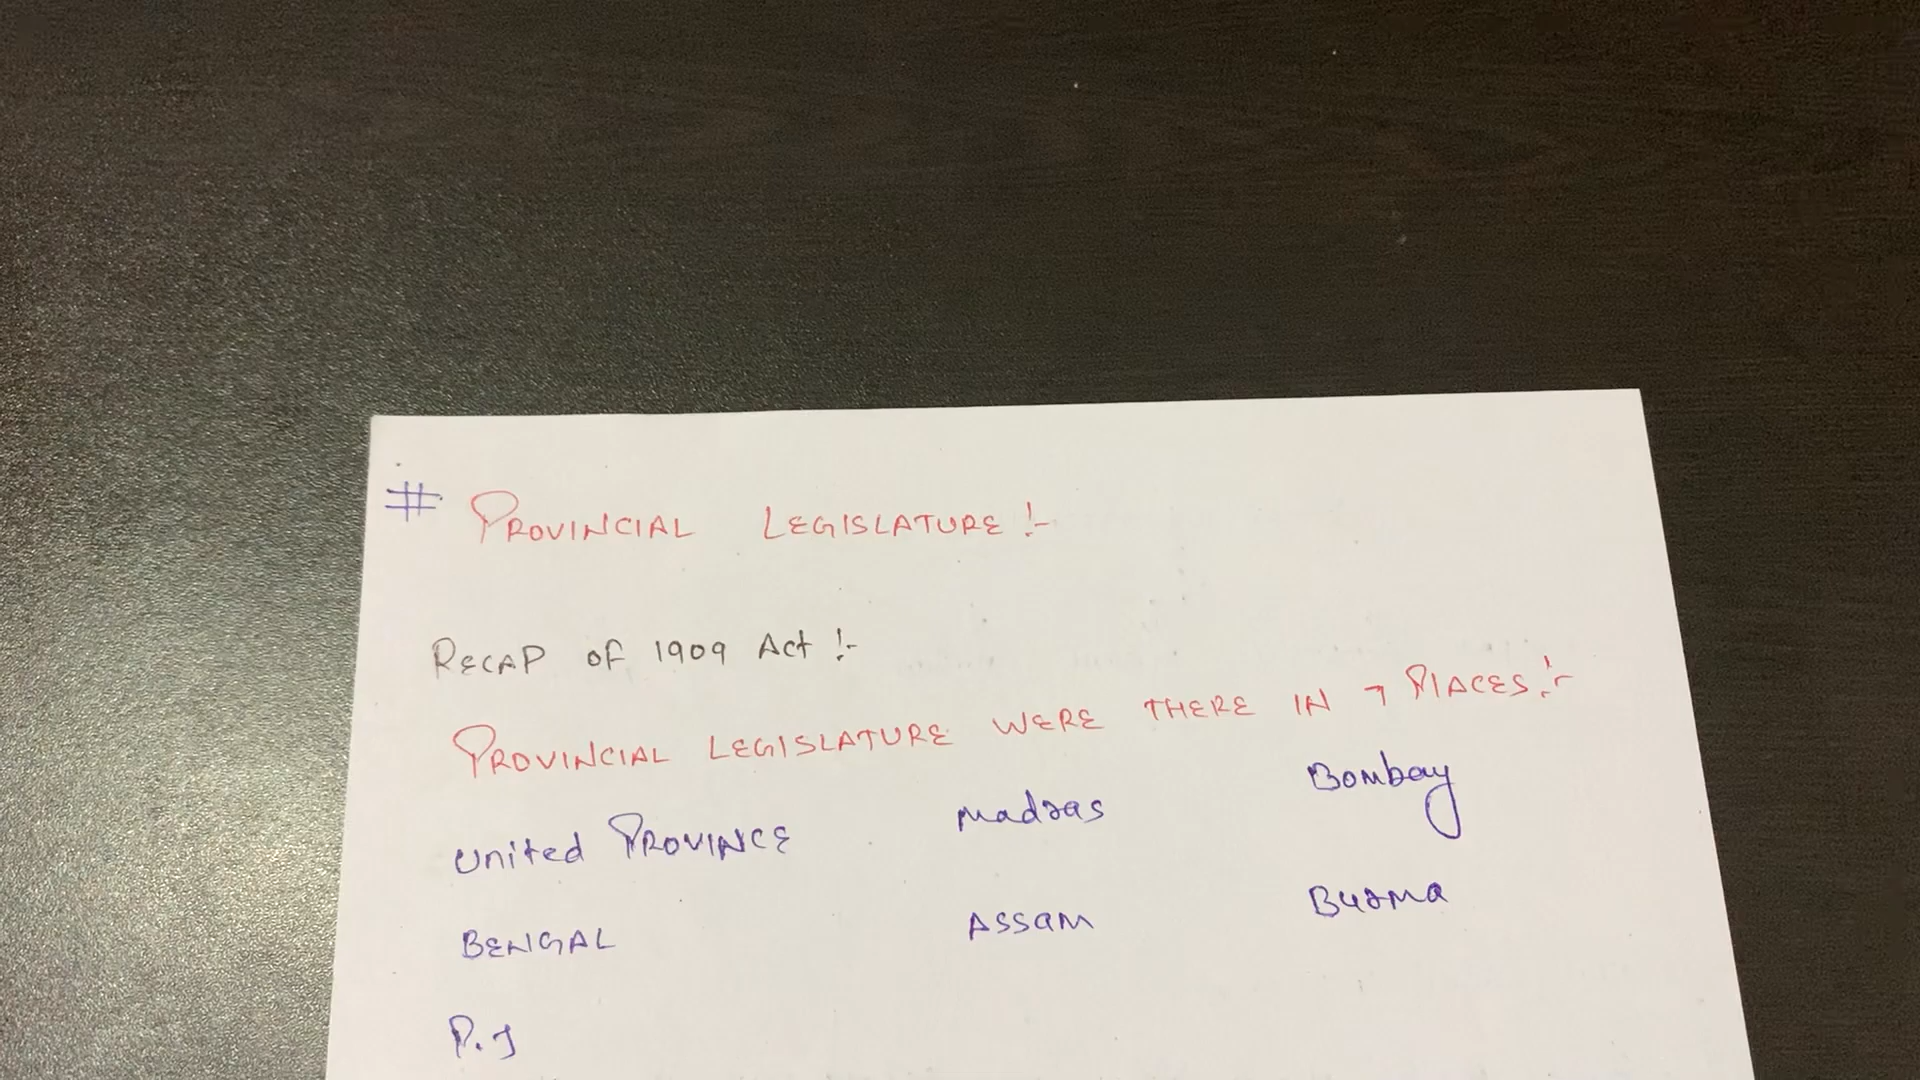 # PROVINCIAL LEGISLATURE :-
RECAP OF 1909 Act :-
PROVINCIAL LEGISLATURE WERE THERE IN 7 PLACES :-
United PROVINCE Madras Bombay
BENGAL ASSAM Burma
P.J